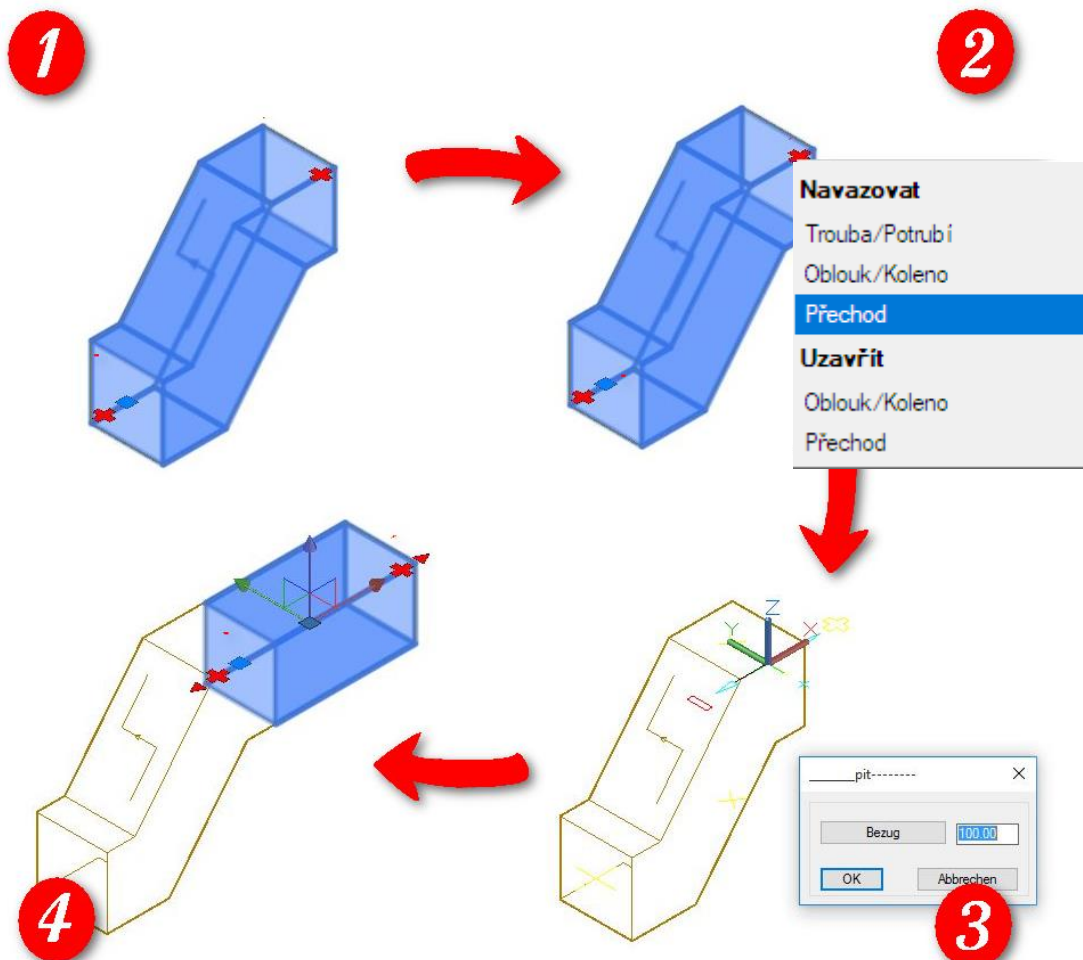 1
2
Navazovat
Trouba/Potrubí
Oblouk/Koleno
Přechod
Uzavřít
Oblouk/Koleno
Přechod
Z
Y
X
______pit--------
Bezug
100.00
OK
Abbrechen
3
4